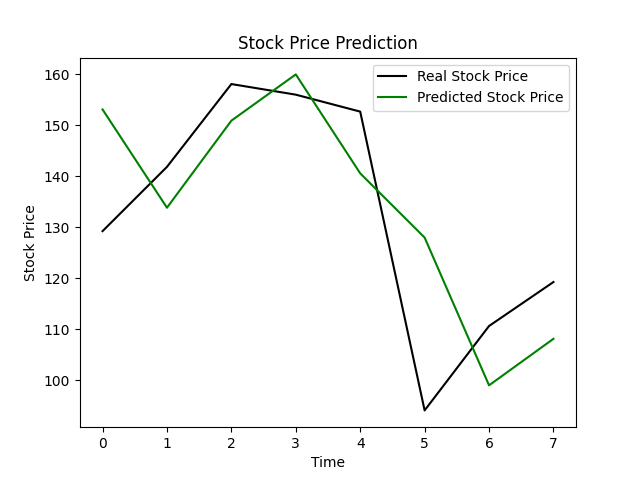 Stock Price Prediction
Real Stock Price
Predicted Stock Price
Stock Price
160
150
140
130
120
110
100
0 1 2 3 4 5 6 7
Time